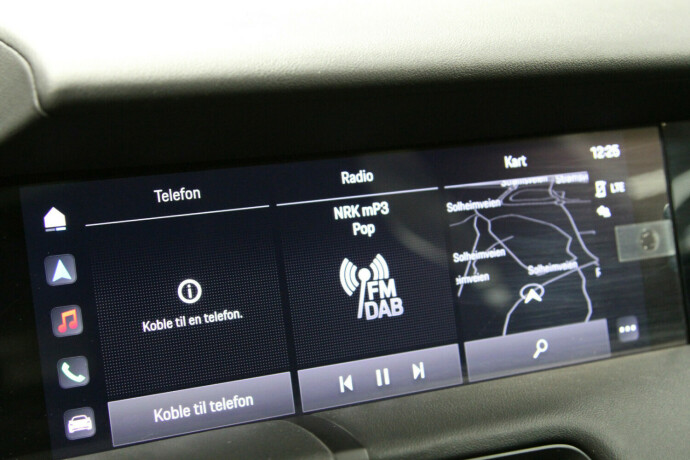 Telefon
Radio
Kart
12:25
LTE
NRK mP3
Pop
Koble til en telefon.
FM
DAB
Solheimveien
Solheimveien
Solheimveien
Koble til telefon